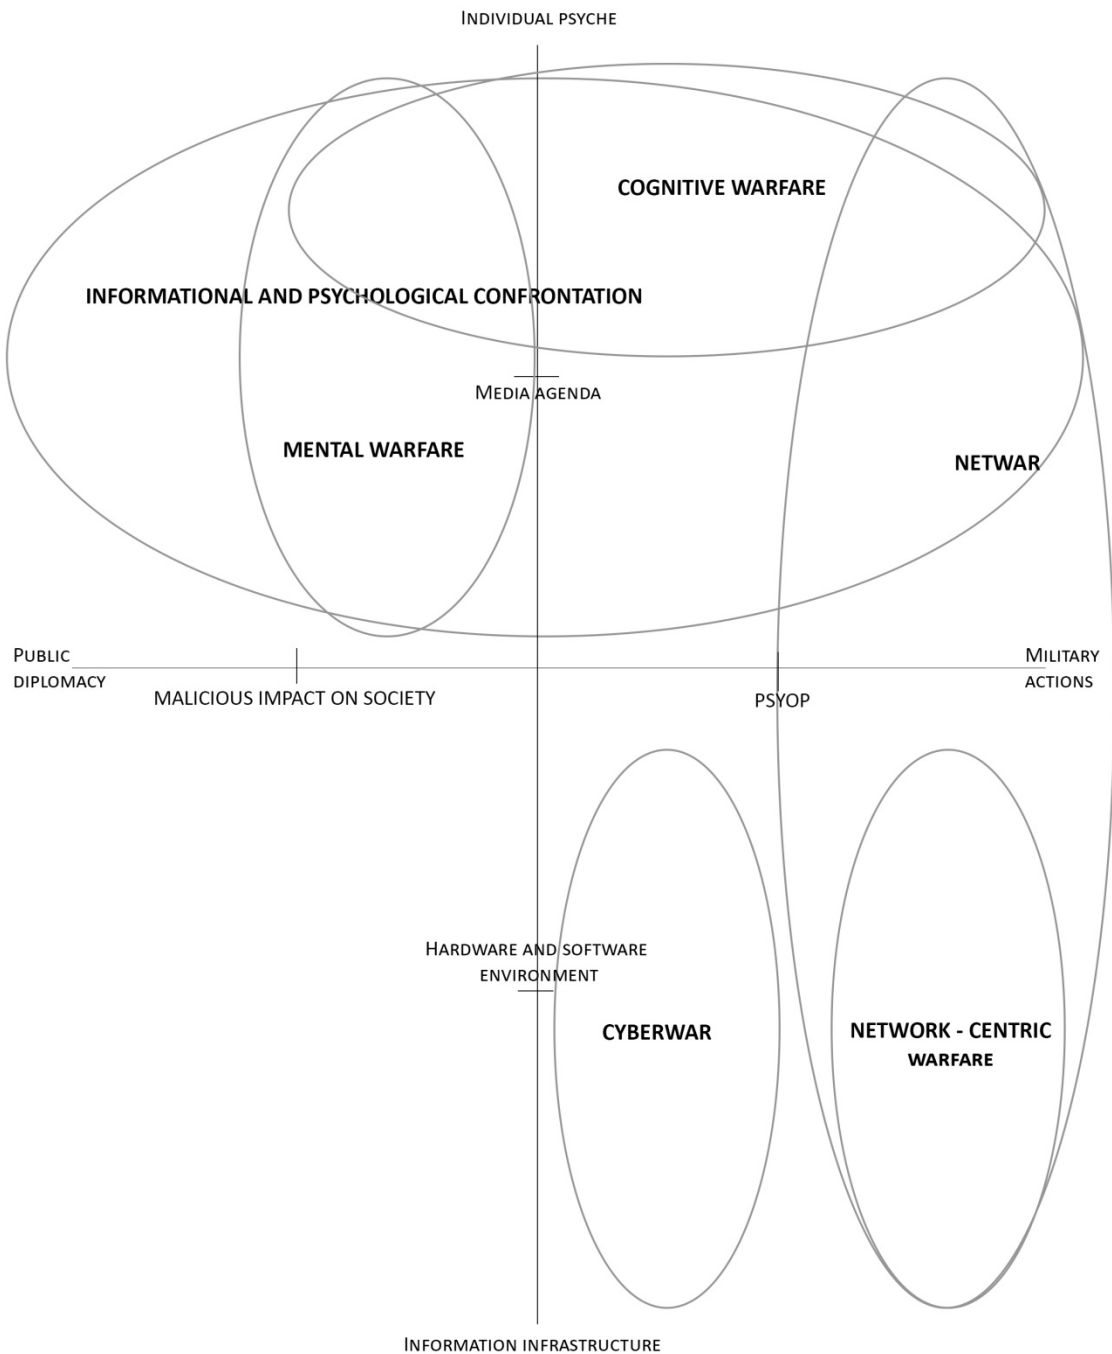 INDIVIDUAL PSYCHE
COGNITIVE WARFARE
INFORMATIONAL AND PSYCHOLOGICAL CONFRONTATION
MEDIA AGENDA
MENTAL WARFARE
NETWAR
PUBLIC
DIPLOMACY
MALICIOUS IMPACT ON SOCIETY
PSYOP
MILITARY
ACTIONS
HARDWARE AND SOFTWARE
ENVIRONMENT
CYBERWAR
NETWORK - CENTRIC
WARFARE
INFORMATION INFRASTRUCTURE